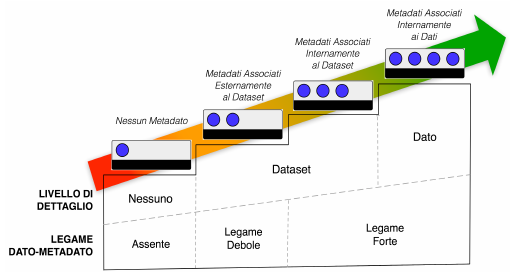 Metadati Associati
Internamente
ai Dati
Metadati Associati
Internamente
al Dataset
Metadati Associati
Esternamente
al Dataset
Nessun Metadato
Dato
Dataset
LIVELLO DI
DETTAGLIO
Nessuno
LEGAME
DATO-METADATO
Assente
Legame
Debole
Legame
Forte